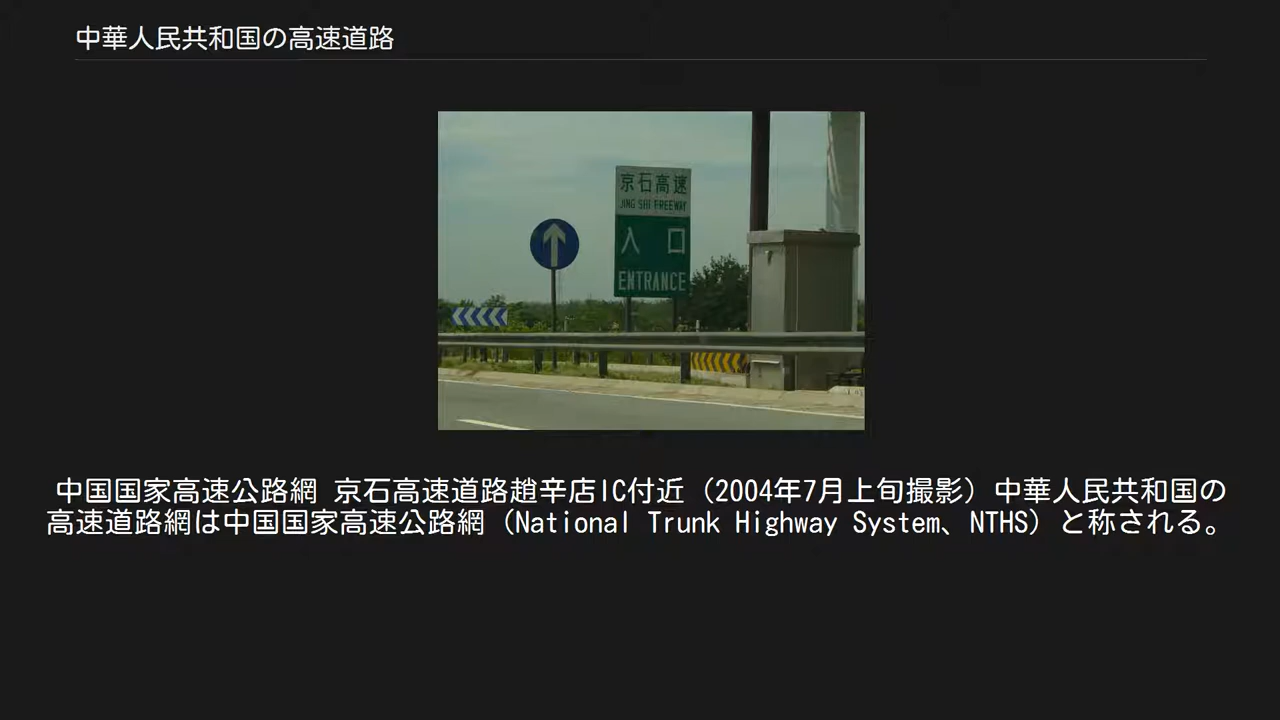 中華人民共和国の高速道路
京石高速
JING SHI FREEWAY
入 口
ENTRANCE
中国国家高速公路網 京石高速道路趙辛店IC付近（2004年7月上旬撮影）中華人民共和国の
高速道路網は中国国家高速公路網（National Trunk Highway System、NTHS）と称される。